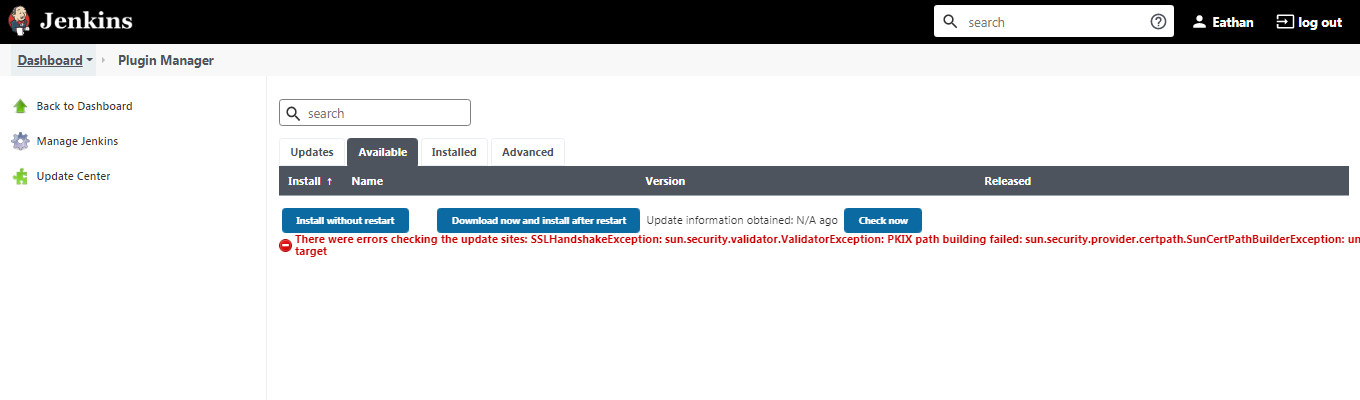 Jenkins
search
Eathan
log out
Dashboard
Plugin Manager
Back to Dashboard
Manage Jenkins
Update Center
search
Updates Available Installed Advanced
Install ↑ Name Version Released
Install without restart Download now and install after restart Update information obtained: N/A ago Check now
There were errors checking the update sites: SSLHandshakeException: sun.security.validator.ValidatorException: PKIX path building failed: sun.security.provider.certpath.SunCertPathBuilderException: un
target